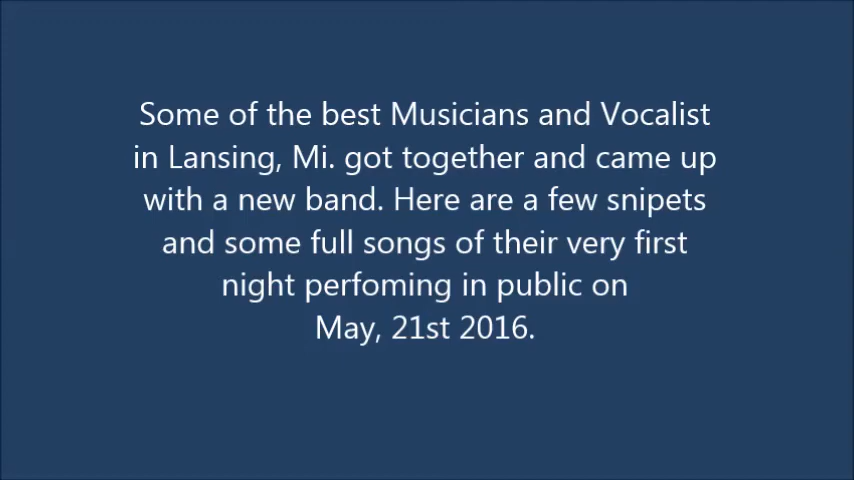 Some of the best Musicians and Vocalist
in Lansing, Mi. got together and came up
with a new band. Here are a few snipets
and some full songs of their very first
night perfoming in public on
May, 21st 2016.